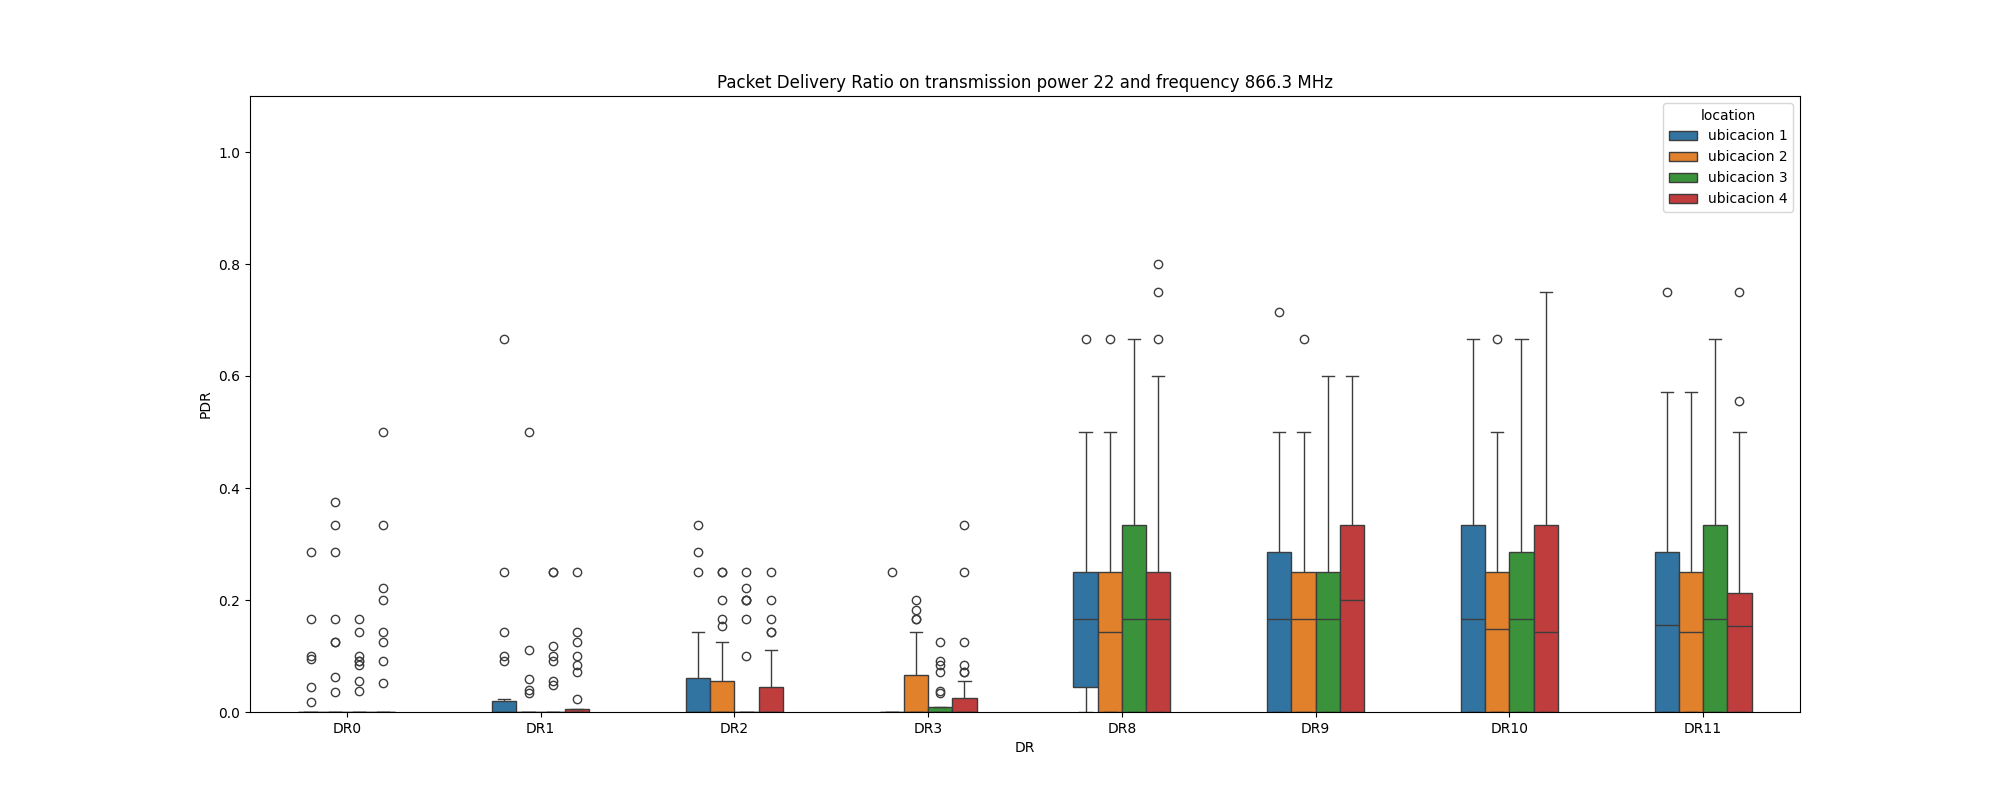 Packet Delivery Ratio on transmission power 22 and frequency 866.3 MHz
location
ubicacion 1
ubicacion 2
ubicacion 3
ubicacion 4
1.0
0.8
0.6
0.4
0.2
0.0
PDR
DR0 DR1 DR2 DR3 DR8 DR9 DR10 DR11
DR